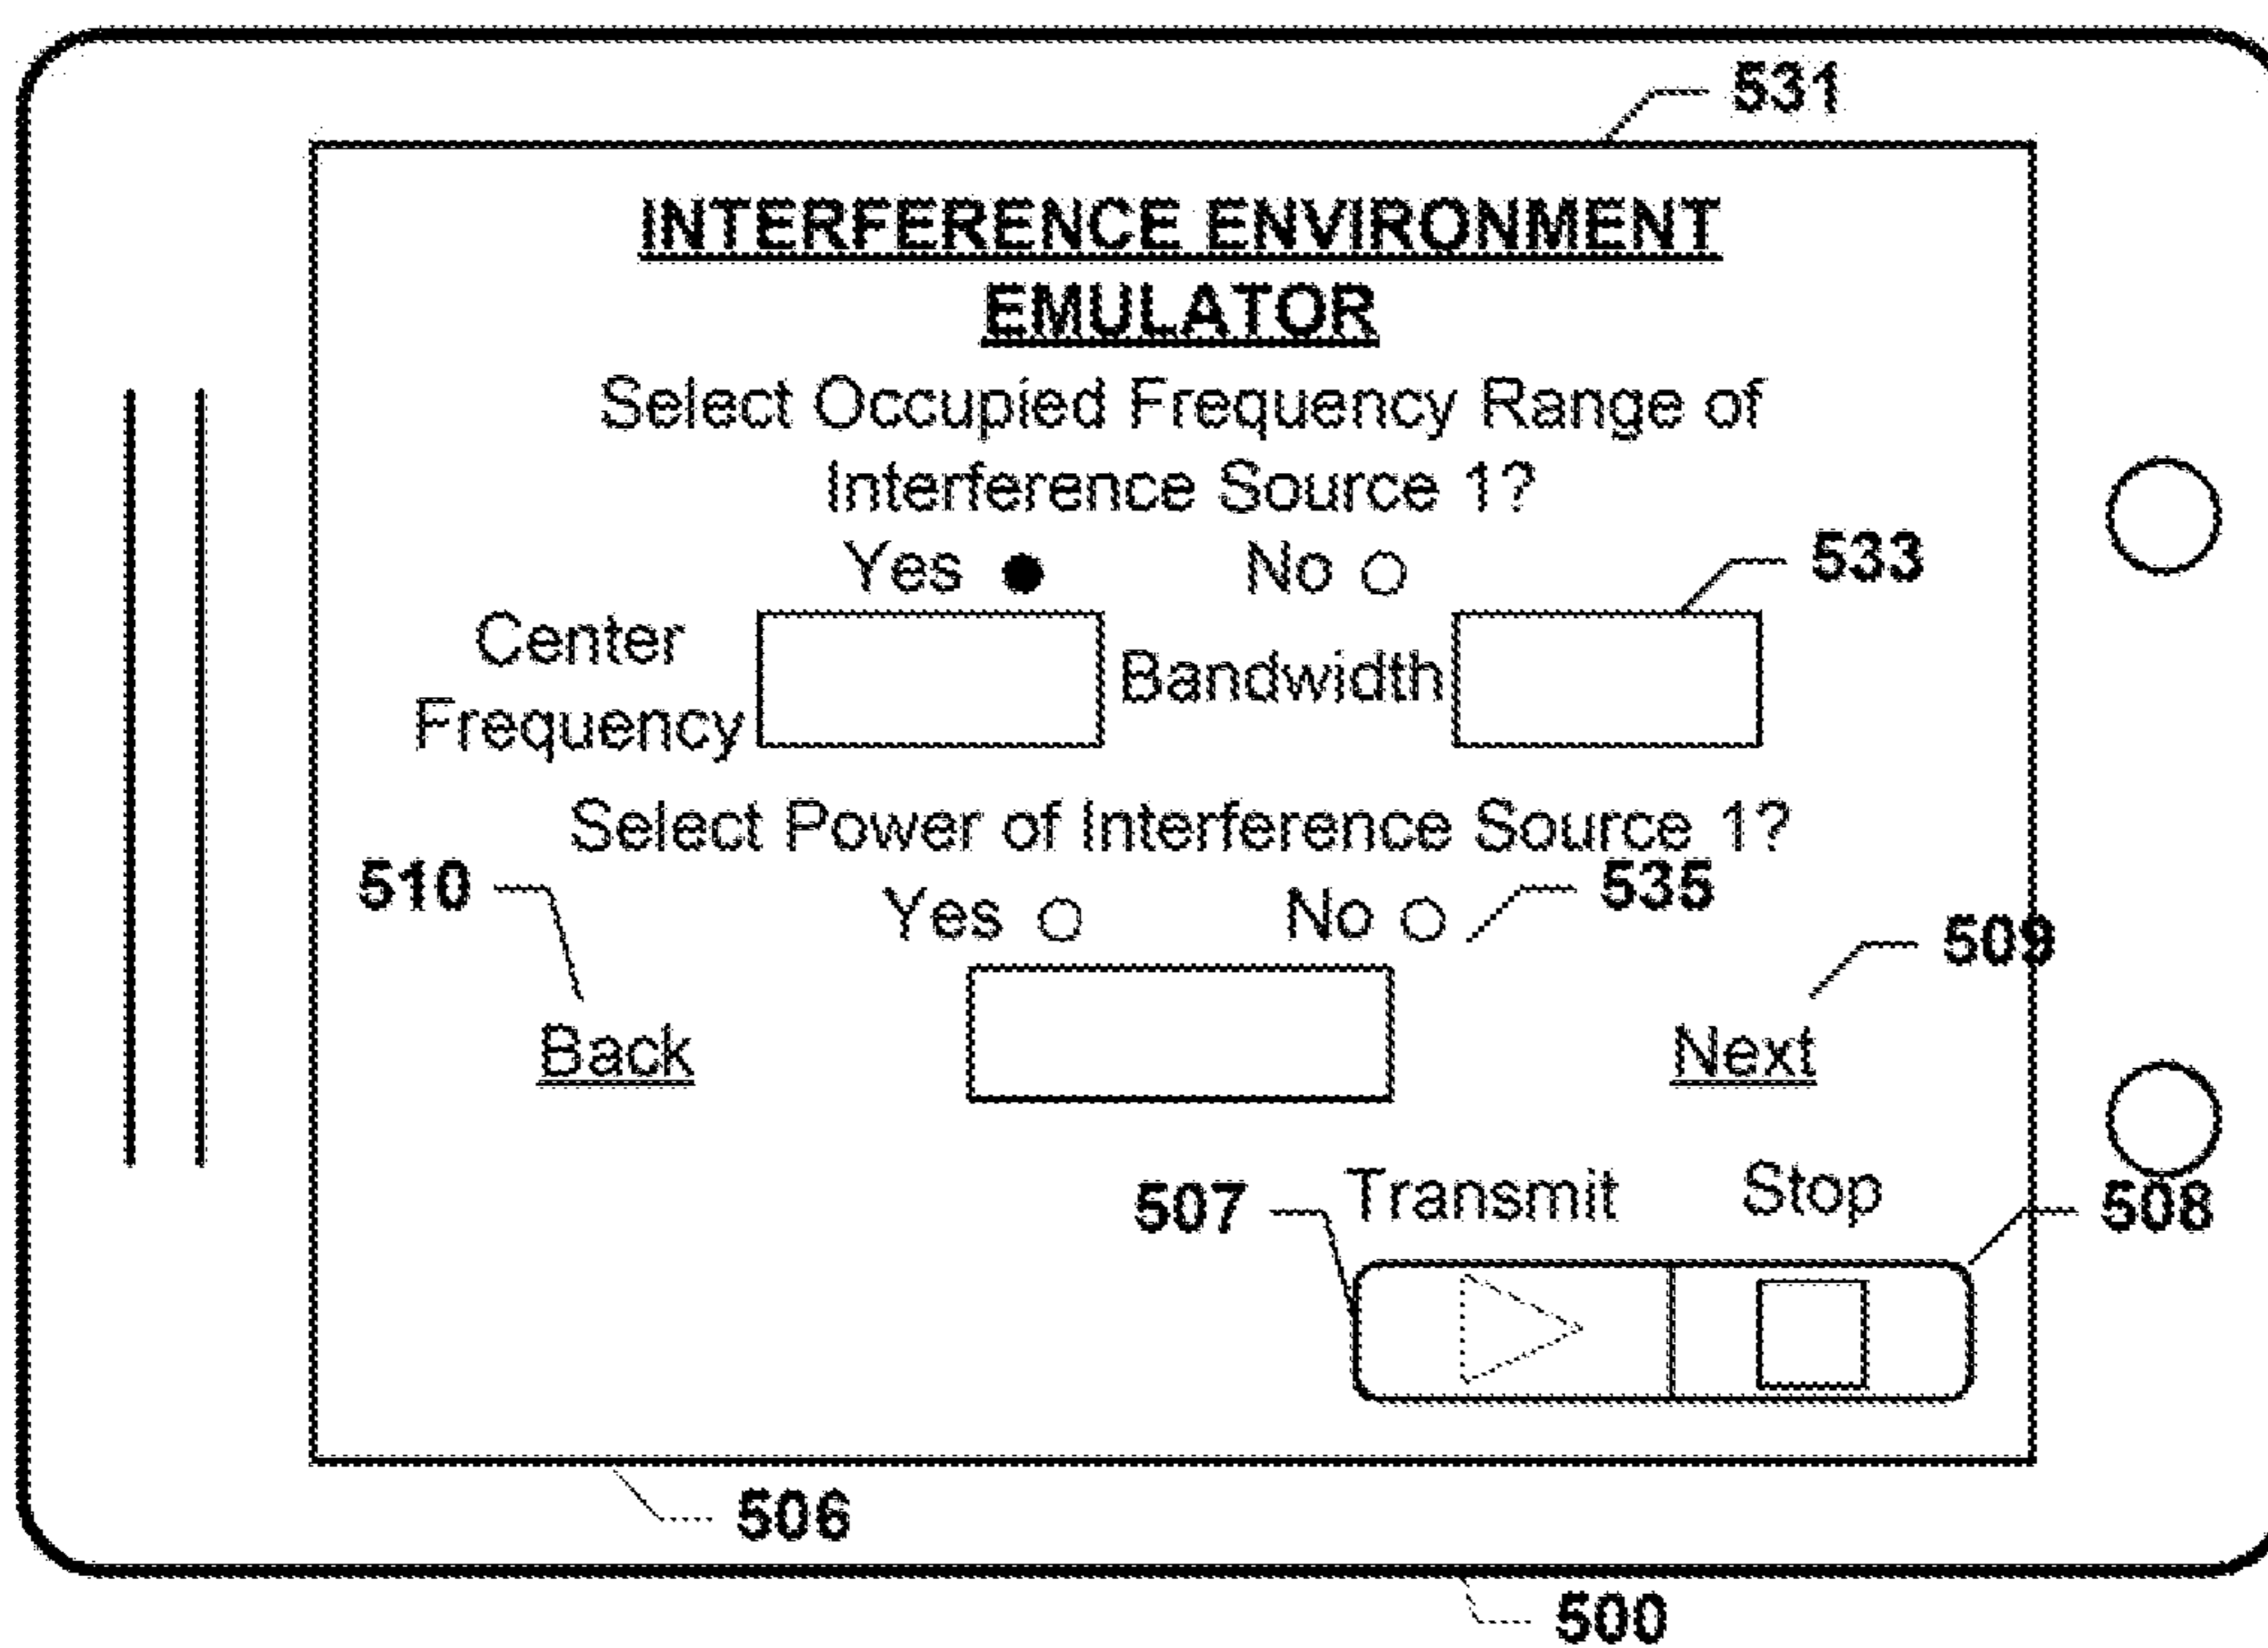 531
INTERFERENCE ENVIRONMENT
EMULATOR
Select Occupied Frequency Range of
Interference Source 1?
Yes No
533
Center
Frequency
Bandwidth
Select Power of Interference Source 1?
510
Yes No
535
509
Back
Next
507
Transmit Stop
508
506
500